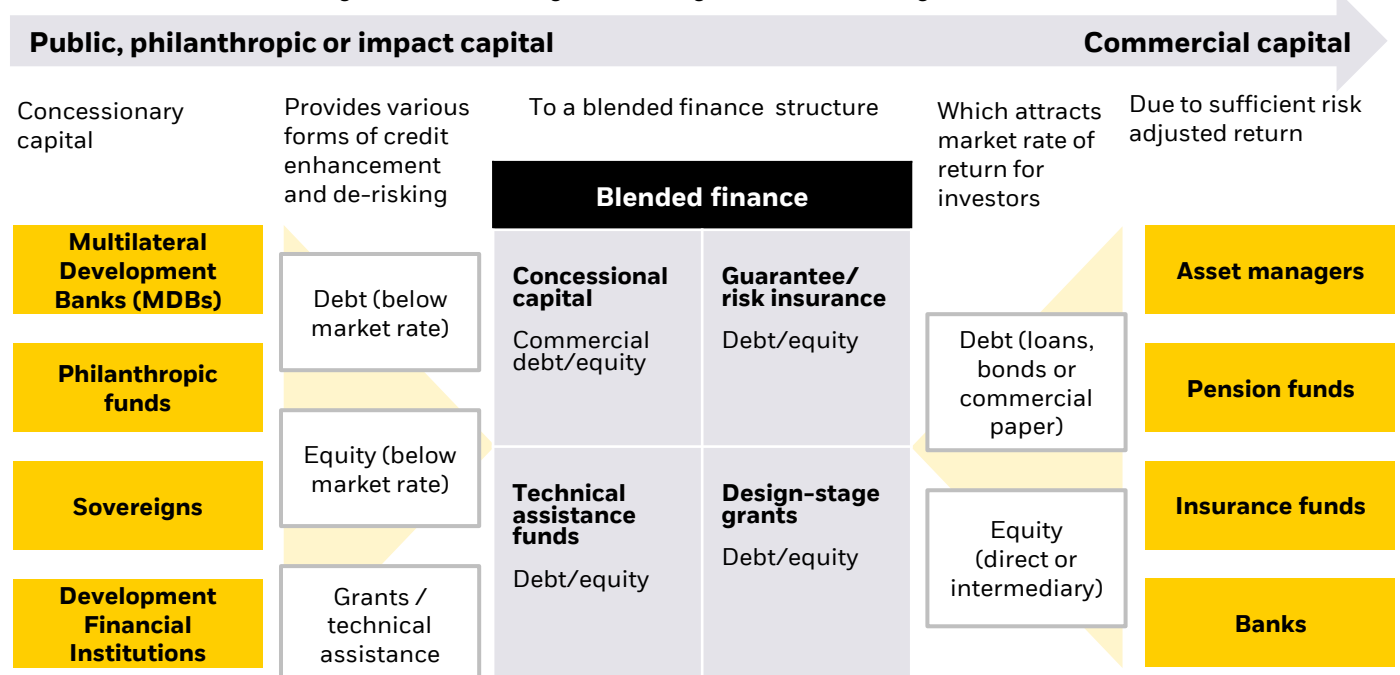 Public, philanthropic or impact capital
Commercial capital
Concessionary
capital
Provides various
forms of credit
enhancement
and de-risking
To a blended finance structure
Which attracts
market rate of
return for
investors
Due to sufficient risk
adjusted return
Multilateral
Development
Banks (MDBs)
Philanthropic
funds
Sovereigns
Development
Financial
Institutions
Debt (below
market rate)
Equity (below
market rate)
Grants /
technical
assistance
Blended finance
Concessional
capital
Commercial
debt/equity
Guarantee/
risk insurance
Debt/equity
Technical
assistance
funds
Debt/equity
Design-stage
grants
Debt/equity
Debt (loans,
bonds or
commercial
paper)
Equity
(direct or
intermediary)
Asset managers
Pension funds
Insurance funds
Banks